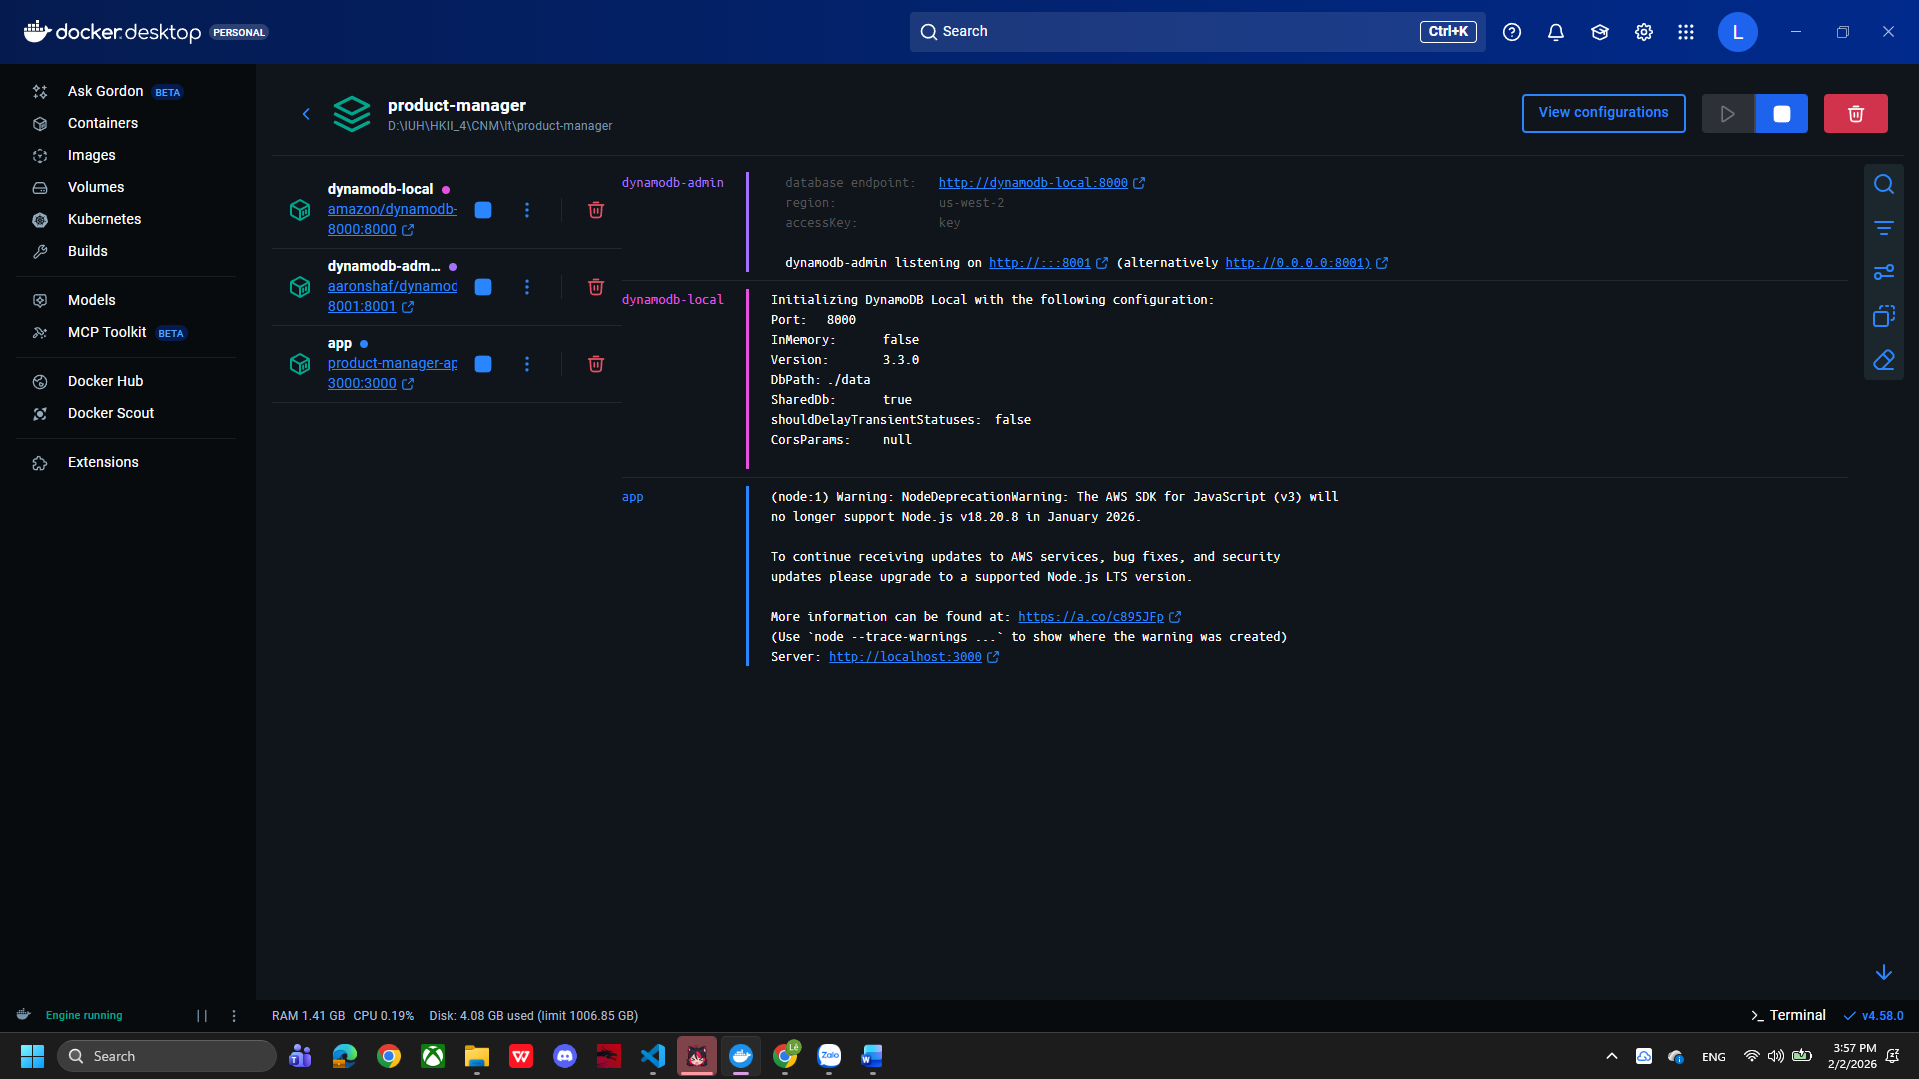 docker.desktop PERSONAL
Search
Ctrl+K
L
Ask Gordon BETA
Containers
Images
Volumes
Kubernetes
Builds
Models
MCP Toolkit BETA
Docker Hub
Docker Scout
Extensions
product-manager
D:\IUH\HKII_4\CNM\lt\product-manager
View configurations
dynamodb-local
amazon/dynamodb-
8000:8000
dynamodb-adm...
aaronshaf/dynamod
8001:8001
app
product-manager-ap
3000:3000
dynamodb-admin
database endpoint: http://dynamodb-local:8000
region: us-west-2
accessKey: key
dynamodb-admin listening on http://:::8001 (alternatively http://0.0.0.0:8001)
dynamodb-local
Initializing DynamoDB Local with the following configuration:
Port: 8000
InMemory: false
Version: 3.3.0
DbPath: ./data
SharedDb: true
shouldDelayTransientStatuses: false
CorsParams: null
app
(node:1) Warning: NodeDeprecationWarning: The AWS SDK for JavaScript (v3) will
no longer support Node.js v18.20.8 in January 2026.
To continue receiving updates to AWS services, bug fixes, and security
updates please upgrade to a supported Node.js LTS version.
More information can be found at: https://a.co/c895JFp
(Use `node --trace-warnings ...` to show where the warning was created)
Server: http://localhost:3000
Engine running
RAM 1.41 GB CPU 0.19% Disk: 4.08 GB used (limit 1006.85 GB)
Terminal
v4.58.0
Search
Lê
Zalo
ENG
3:57 PM
2/2/2026